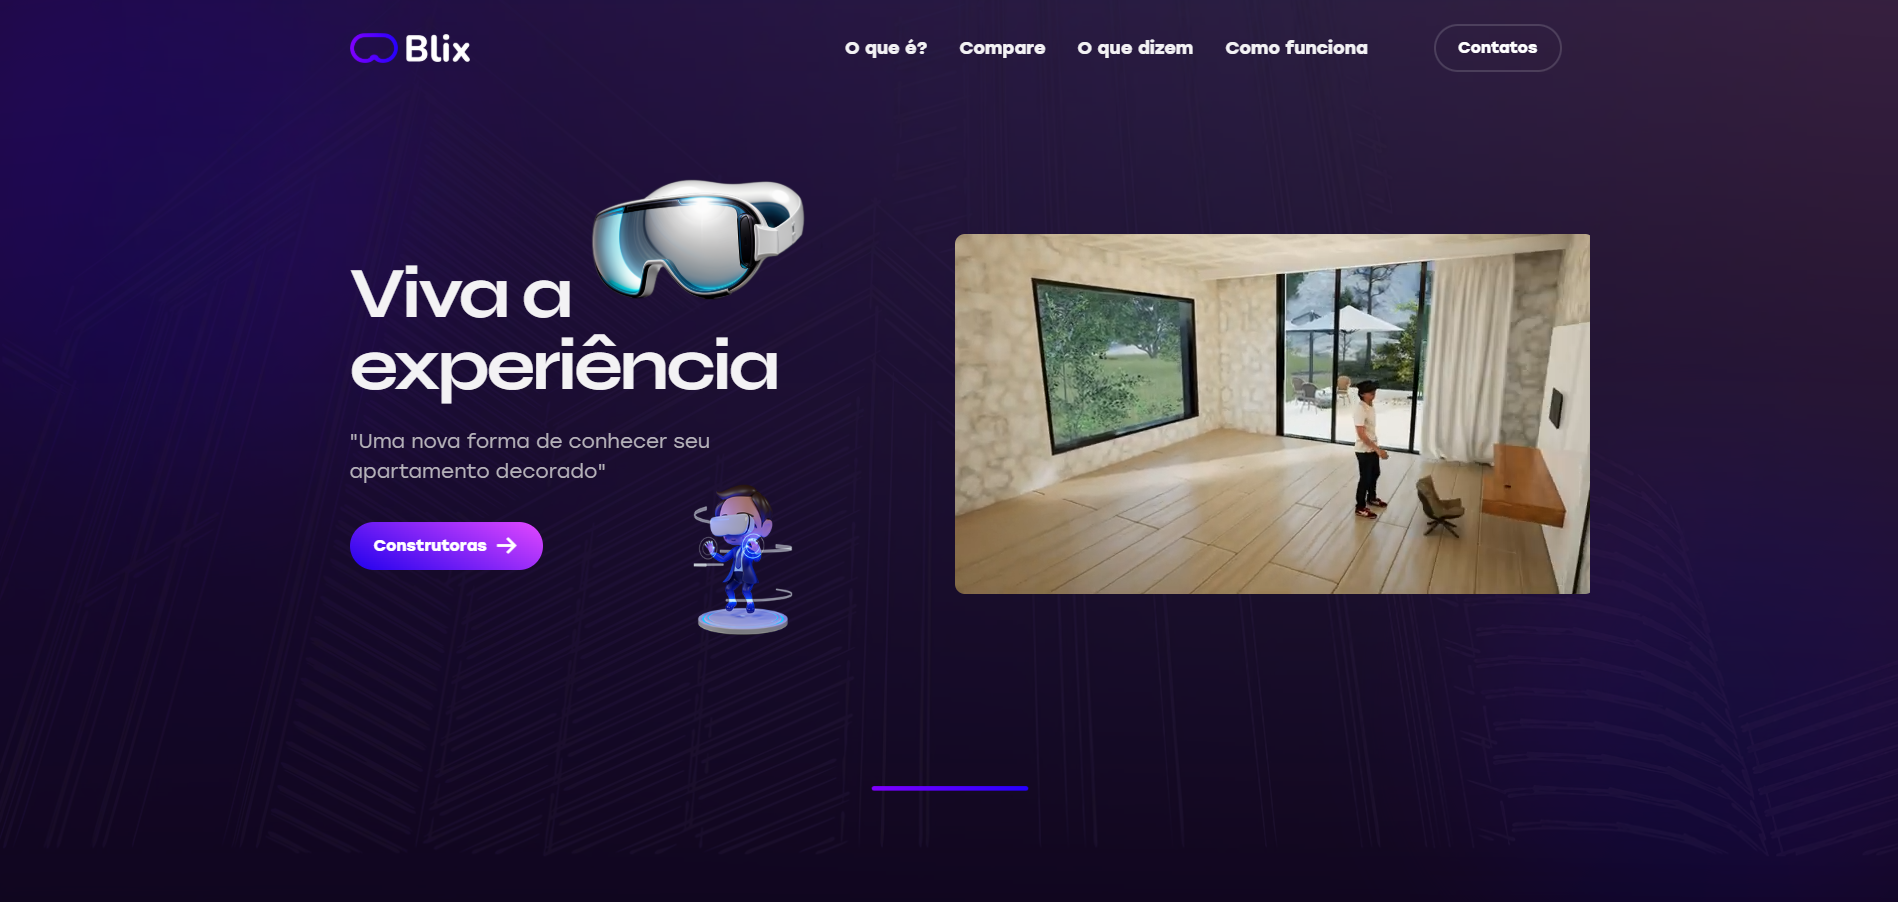 Blix
O que é?
Compare
O que dizem
Como funciona
Contatos
Viva a
experiência
"Uma nova forma de conhecer seu
apartamento decorado"
Construtoras